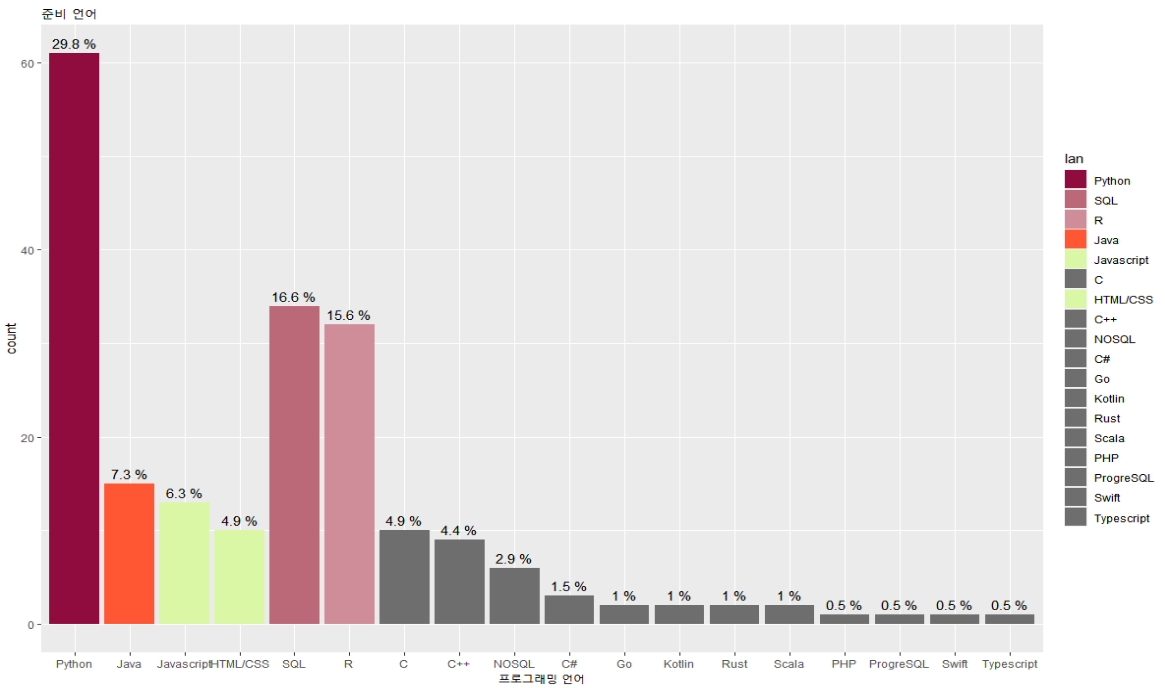 준비 언어
29.8 %
7.3 %
6.3 %
4.9 %
16.6 %
15.6 %
4.9 %
4.4 %
2.9 %
1.5 %
1 %
1 %
1 %
1 %
0.5 %
0.5 %
0.5 %
0.5 %
60
40
20
0
count
Python Java Javascript HTML/CSS SQL R C C++ NOSQL C# Go Kotlin Rust Scala PHP ProgreSQL Swift Typescript
프로그래밍 언어
lan
Python
SQL
R
Java
Javascript
C
HTML/CSS
C++
NOSQL
C#
Go
Kotlin
Rust
Scala
PHP
ProgreSQL
Swift
Typescript